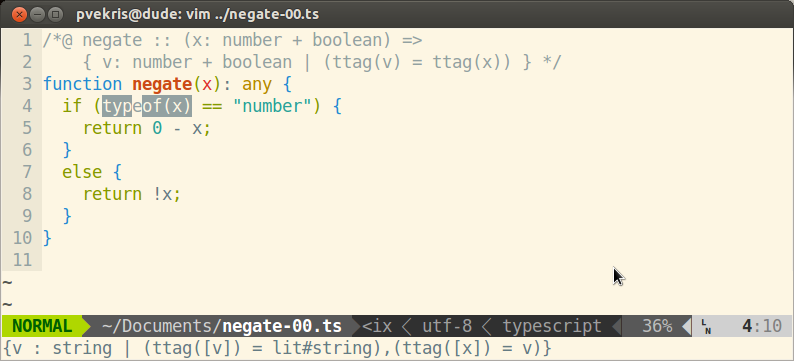 pvekris@dude: vim ../negate-00.ts
1 /*@ negate :: (x: number + boolean) =>
2     { v: number + boolean | (ttag(v) = ttag(x)) } */
3 function negate(x): any {
4   if (typeof(x) == "number") {
5     return 0 - x;
6   }
7   else {
8     return !x;
9   }
10 }
11
~
~
NORMAL ~/Documents/negate-00.ts <ix < utf-8 < typescript 36% LN 4:10
{v : string | (ttag([v]) = lit#string),(ttag([x]) = v)}